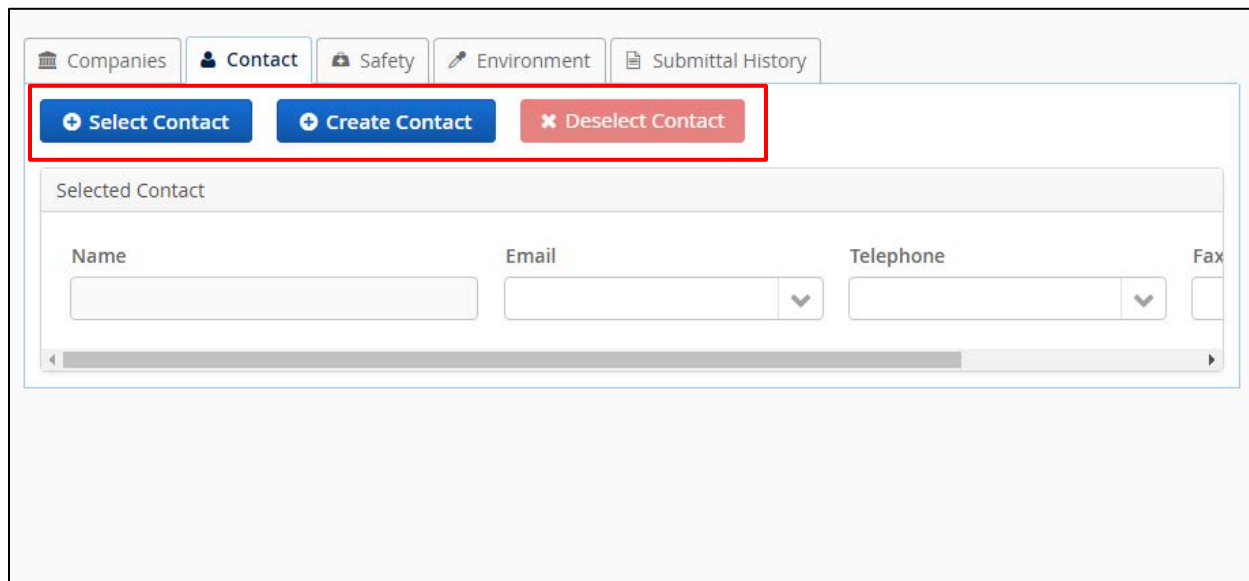 Companies Contact Safety Environment Submittal History
Select Contact Create Contact Deselect Contact
Selected Contact
Name Email Telephone Fax